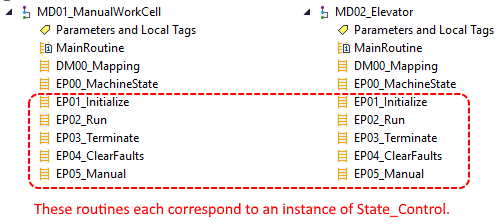 MD01_ManualWorkCell
Parameters and Local Tags
MainRoutine
DM00_Mapping
EP00_MachineState
EP01_Initialize
EP02_Run
EP03_Terminate
EP04_ClearFaults
EP05_Manual
MD02_Elevator
Parameters and Local Tags
MainRoutine
DM00_Mapping
EP00_MachineState
EP01_Initialize
EP02_Run
EP03_Terminate
EP04_ClearFaults
EP05_Manual
These routines each correspond to an instance of State_Control.